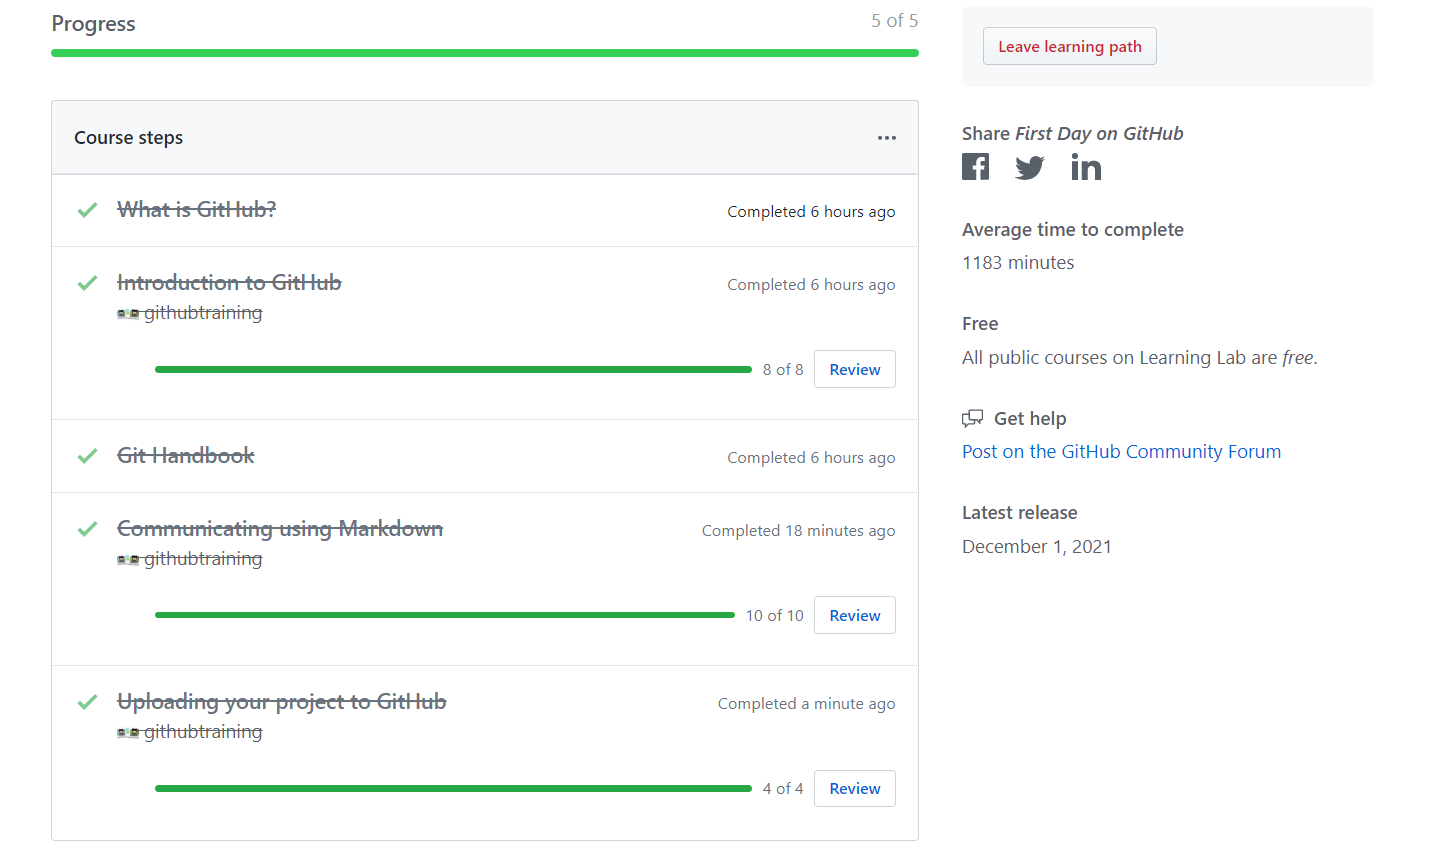 Progress
5 of 5
Course steps
What is GitHub?
Completed 6 hours ago
Introduction to GitHub
Completed 6 hours ago
githubtraining
8 of 8
Review
Git Handbook
Completed 6 hours ago
Communicating using Markdown
Completed 18 minutes ago
githubtraining
10 of 10
Review
Uploading your project to GitHub
Completed a minute ago
githubtraining
4 of 4
Review
Leave learning path
Share First Day on GitHub
Average time to complete
1183 minutes
Free
All public courses on Learning Lab are free.
Get help
Post on the GitHub Community Forum
Latest release
December 1, 2021